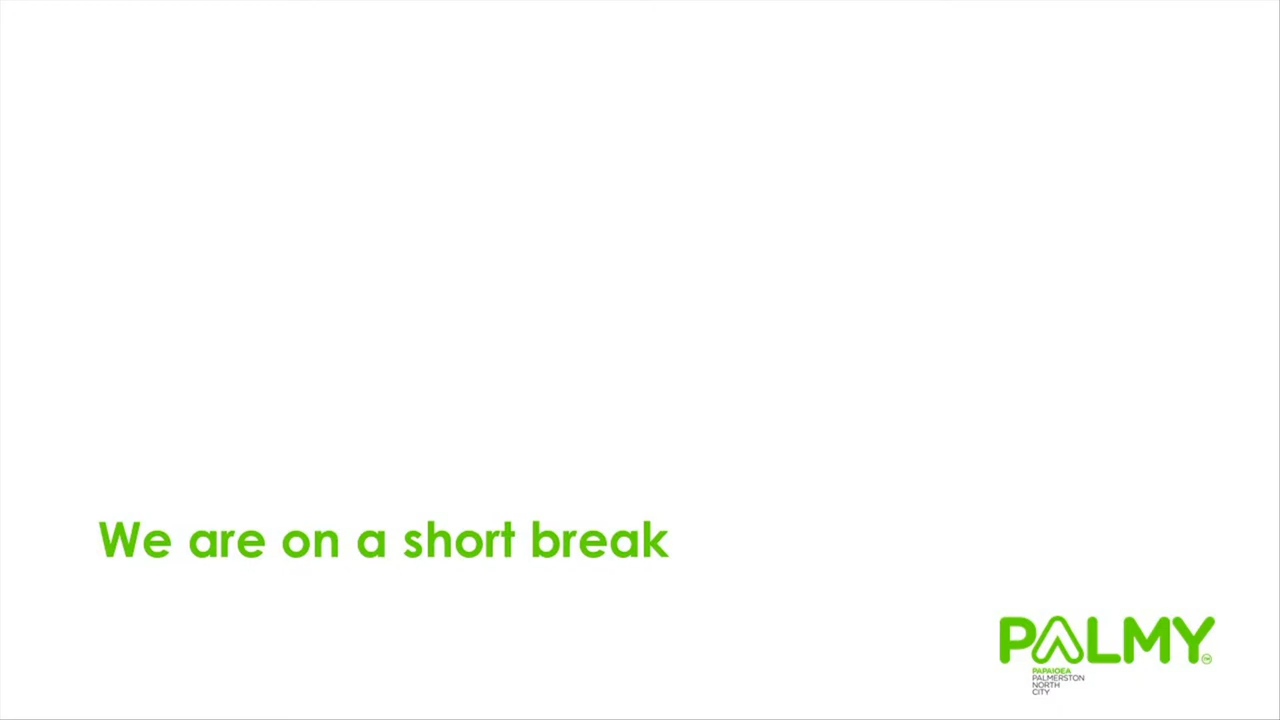 We are on a short break
PALMY
PAPAIOEA
PALMERSTON
NORTH
CITY